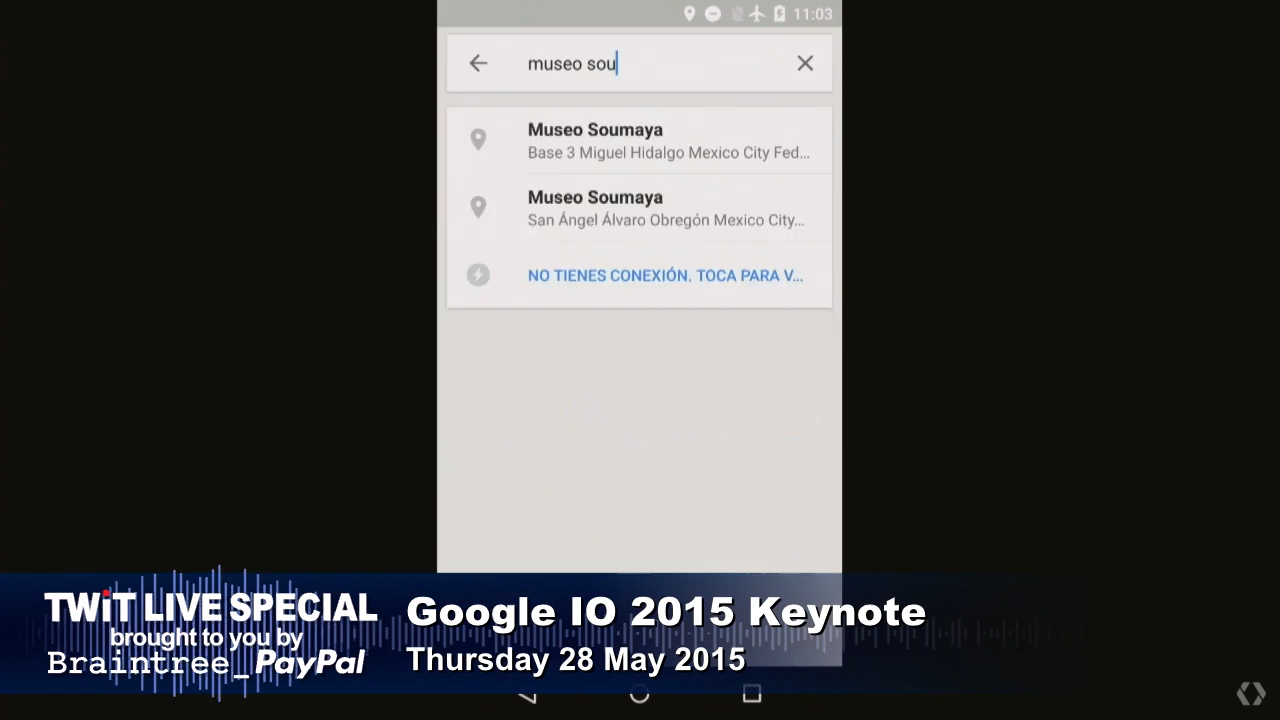 11:03
museo sou
Museo Soumaya
Base 3 Miguel Hidalgo Mexico City Fed...
Museo Soumaya
San Ángel Álvaro Obregón Mexico City...
NO TIENES CONEXIÓN. TOCA PARA V...
TWiT LIVE SPECIAL
brought to you by
Braintree_PayPal
Google IO 2015 Keynote
Thursday 28 May 2015